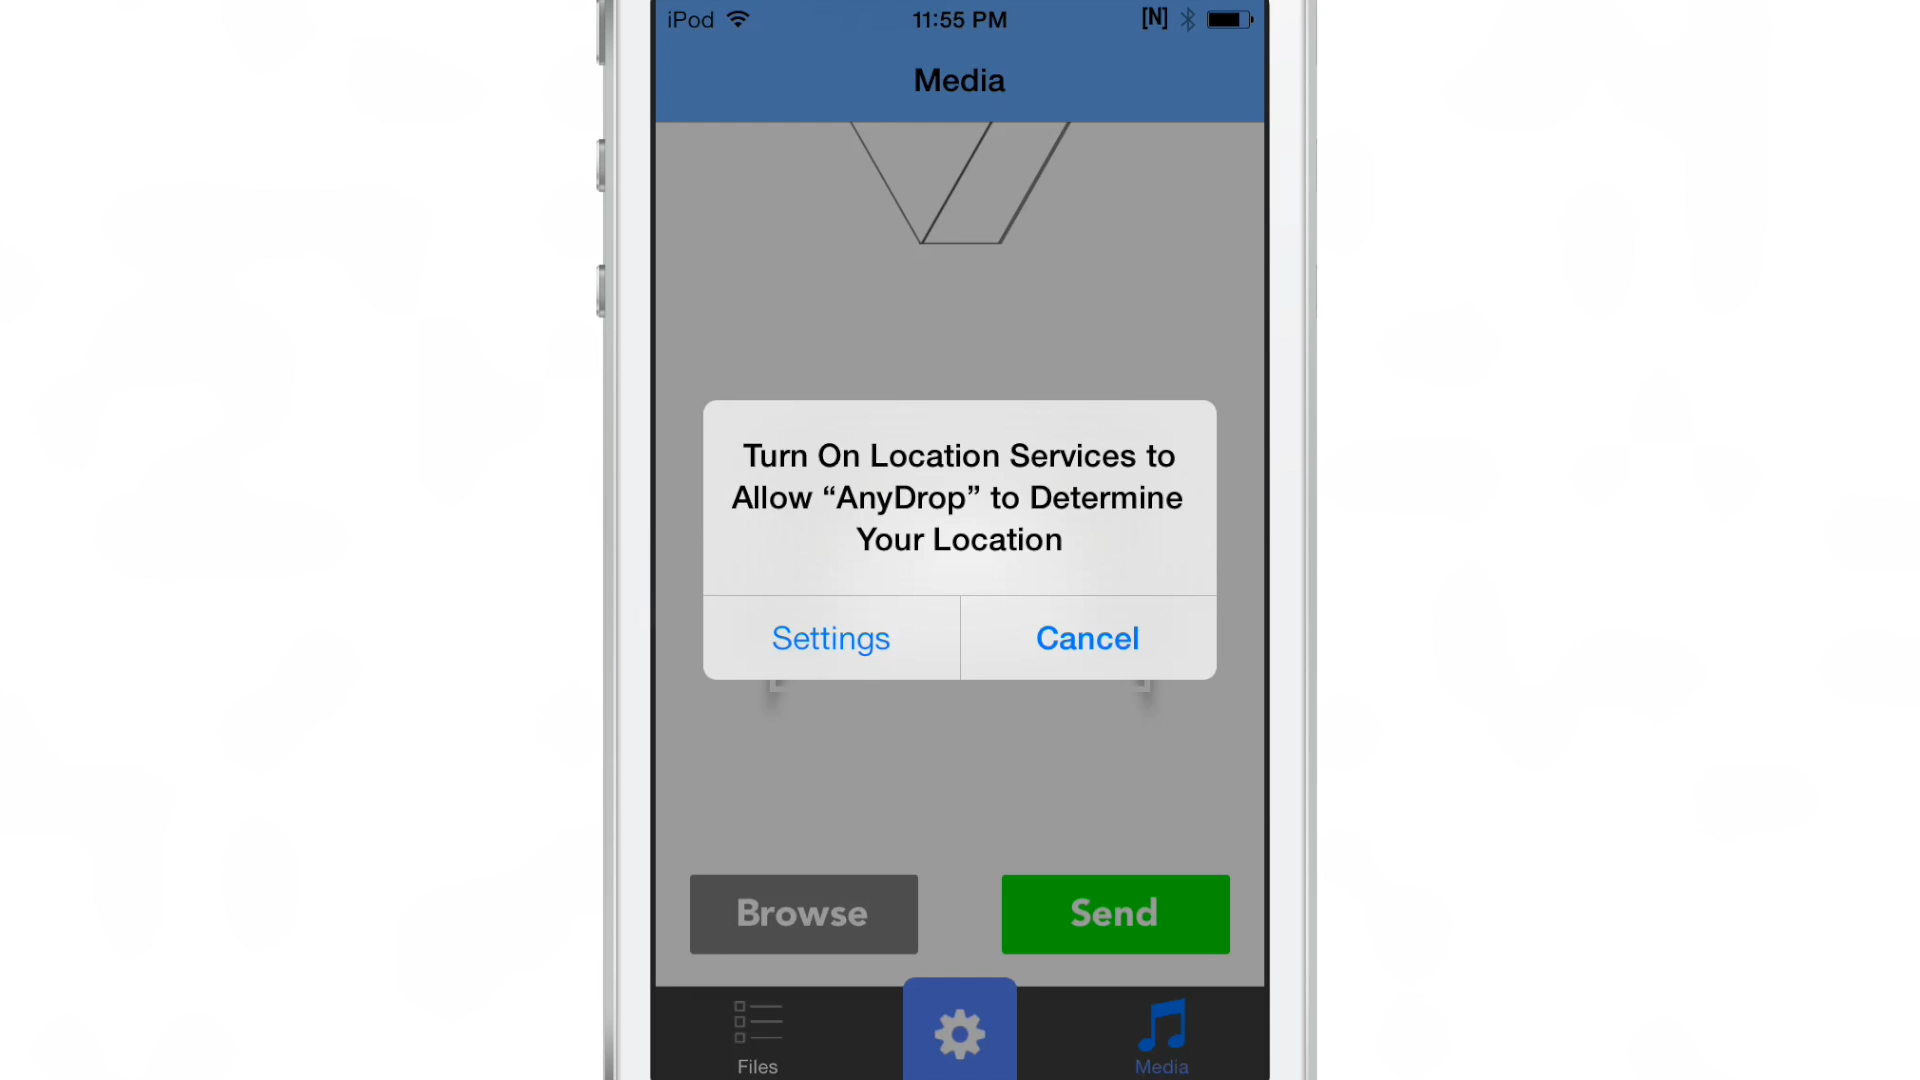 iPod 11:55 PM [N]
Media
Turn On Location Services to
Allow “AnyDrop” to Determine
Your Location
Settings Cancel
Browse Send
Files Media